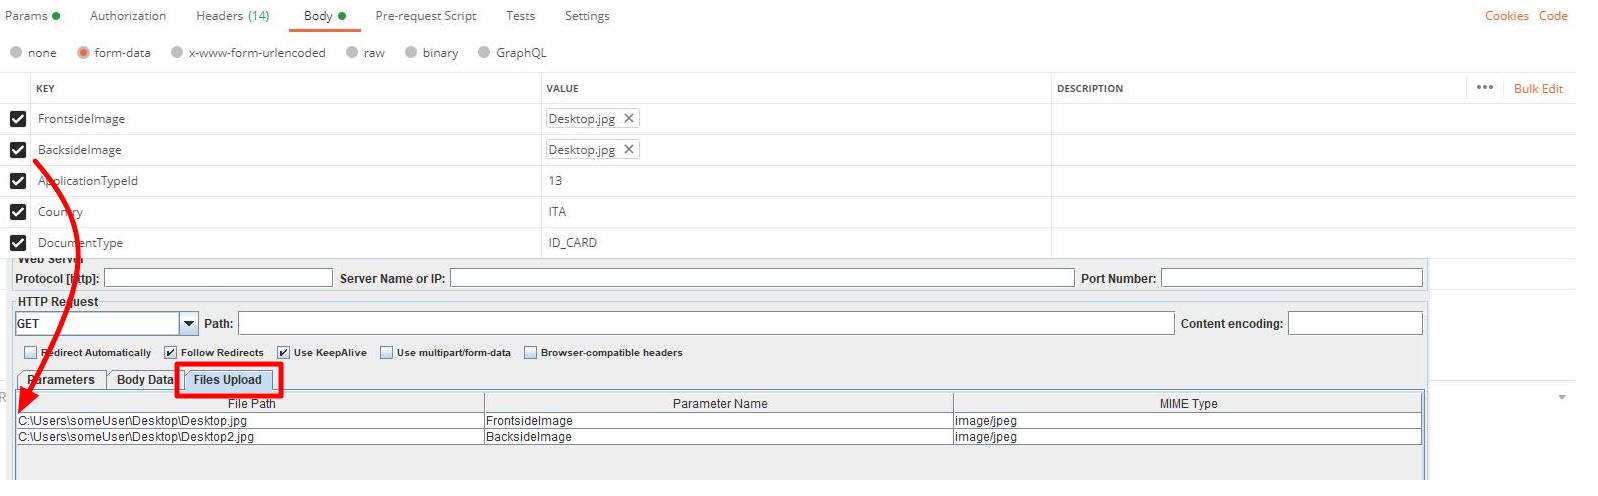 Params Authorization Headers (14) Body Pre-request Script Tests Settings Cookies Code
none form-data x-www-form-urlencoded raw binary GraphQL
KEY VALUE DESCRIPTION ••• Bulk Edit
FrontsideImage Desktop.jpg ✕
BacksideImage Desktop.jpg ✕
ApplicationTypeId 13
Country ITA
DocumentType ID_CARD
Web Server
Protocol [http]: Server Name or IP: Port Number:
HTTP Request
GET Path: Content encoding:
Redirect Automatically Follow Redirects Use KeepAlive Use multipart/form-data Browser-compatible headers
Parameters Body Data Files Upload
R
File Path Parameter Name MIME Type
C:\Users\someUser\Desktop\Desktop.jpg FrontsideImage image/jpeg
C:\Users\someUser\Desktop\Desktop2.jpg BacksideImage image/jpeg